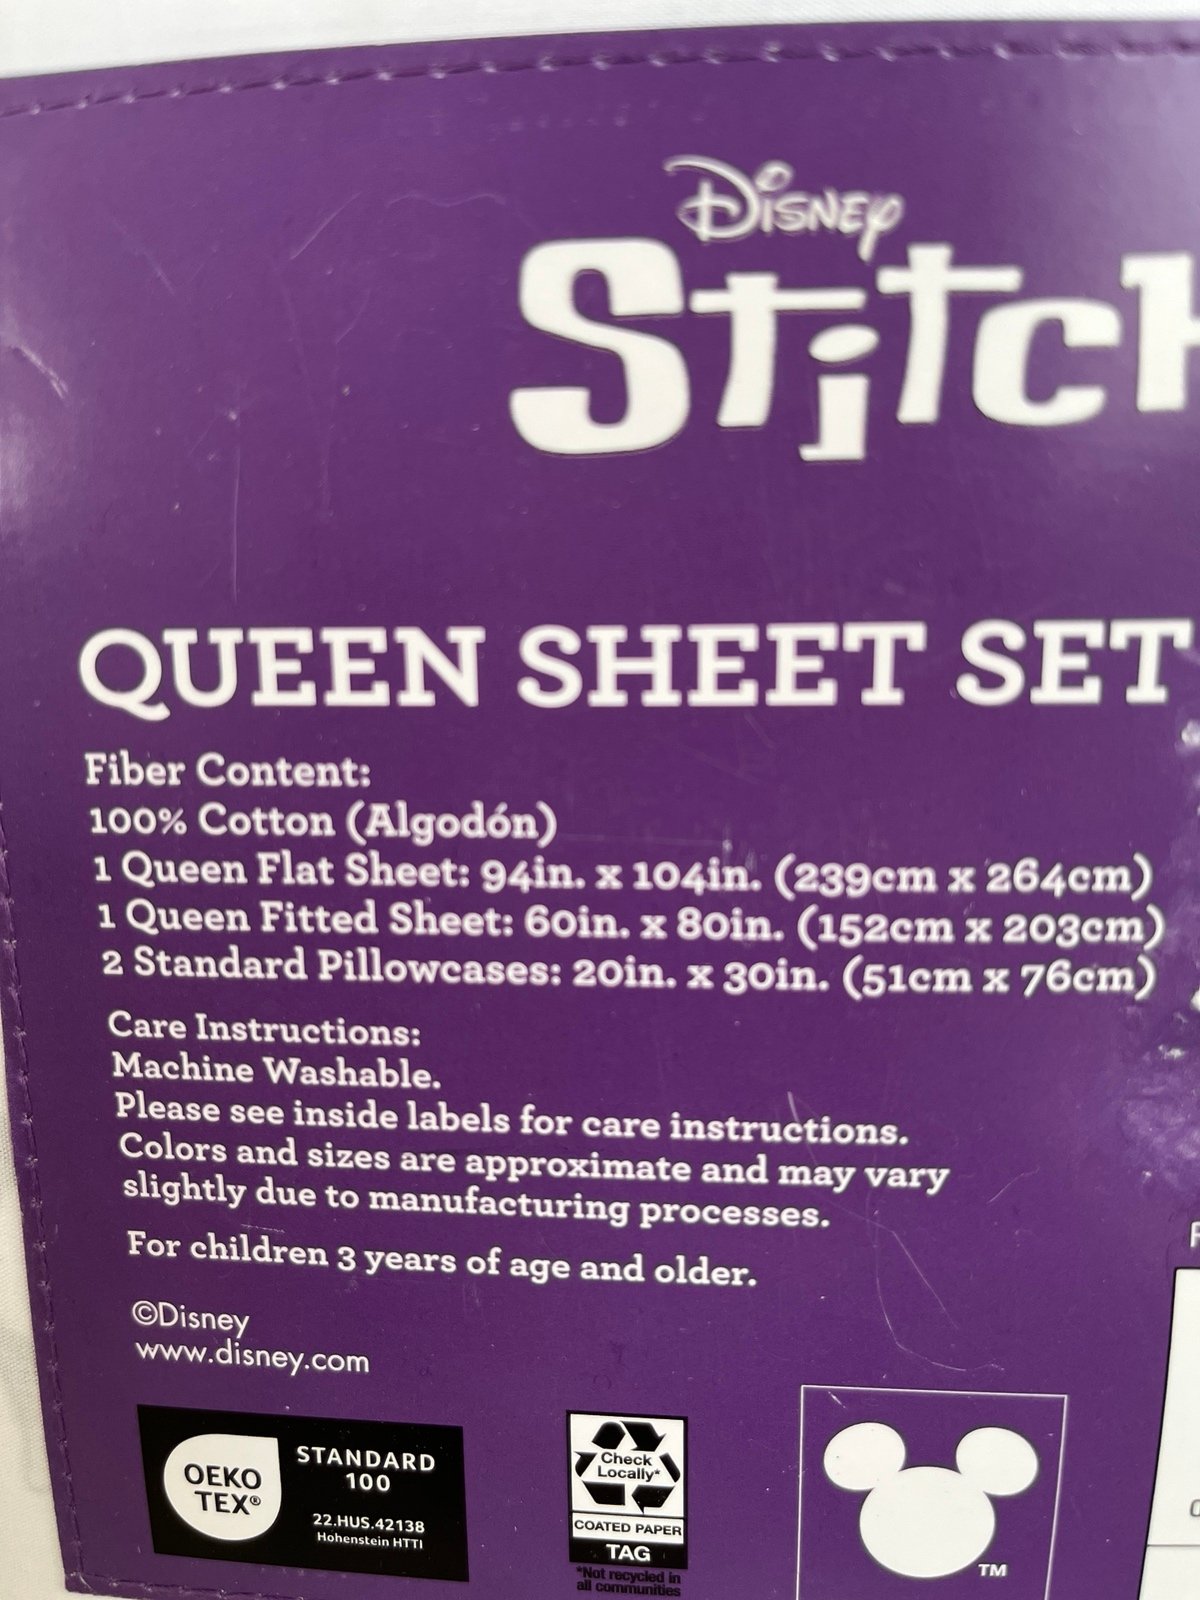 Disney
Stitch
QUEEN SHEET SET
Fiber Content:
100% Cotton (Algodón)
1 Queen Flat Sheet: 94in. x 104in. (239cm x 264cm)
1 Queen Fitted Sheet: 60in. x 80in. (152cm x 203cm)
2 Standard Pillowcases: 20in. x 30in. (51cm x 76cm)
Care Instructions:
Machine Washable.
Please see inside labels for care instructions.
Colors and sizes are approximate and may vary
slightly due to manufacturing processes.
For children 3 years of age and older.
©Disney
www.disney.com
OEKO
TEX®
STANDARD
100
22.HUS.42138
Hohenstein HTTI
Check
Locally*
COATED PAPER
TAG
*Not recycled in
all communities
TM